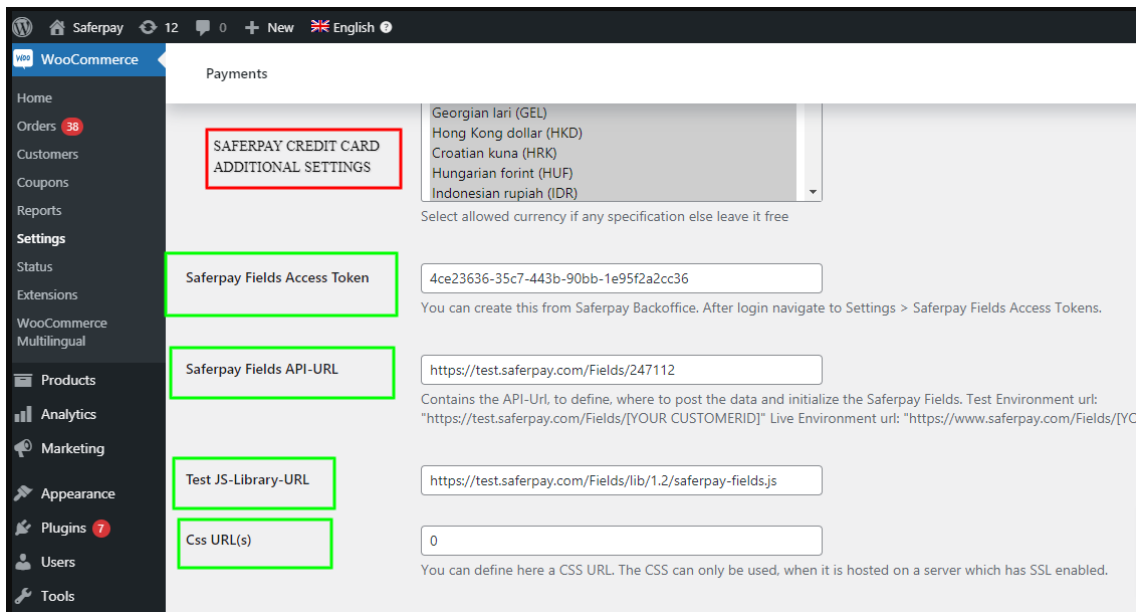 Saferpay 12 0 New English
WooCommerce
Home
Orders 38
Customers
Coupons
Reports
Settings
Status
Extensions
WooCommerce
Multilingual
Products
Analytics
Marketing
Appearance
Plugins 7
Users
Tools
Payments
SAFERPAY CREDIT CARD
ADDITIONAL SETTINGS
Georgian lari (GEL)
Hong Kong dollar (HKD)
Croatian kuna (HRK)
Hungarian forint (HUF)
Indonesian rupiah (IDR)
Select allowed currency if any specification else leave it free
Saferpay Fields Access Token
4ce23636-35c7-443b-90bb-1e95f2a2cc36
You can create this from Saferpay Backoffice. After login navigate to Settings > Saferpay Fields Access Tokens.
Saferpay Fields API-URL
https://test.saferpay.com/Fields/247112
Contains the API-Url, to define, where to post the data and initialize the Saferpay Fields. Test Environment url:
"https://test.saferpay.com/Fields/[YOUR CUSTOMERID]" Live Environment url: "https://www.saferpay.com/Fields/[YO
Test JS-Library-URL
https://test.saferpay.com/Fields/lib/1.2/saferpay-fields.js
Css URL(s)
0
You can define here a CSS URL. The CSS can only be used, when it is hosted on a server which has SSL enabled.